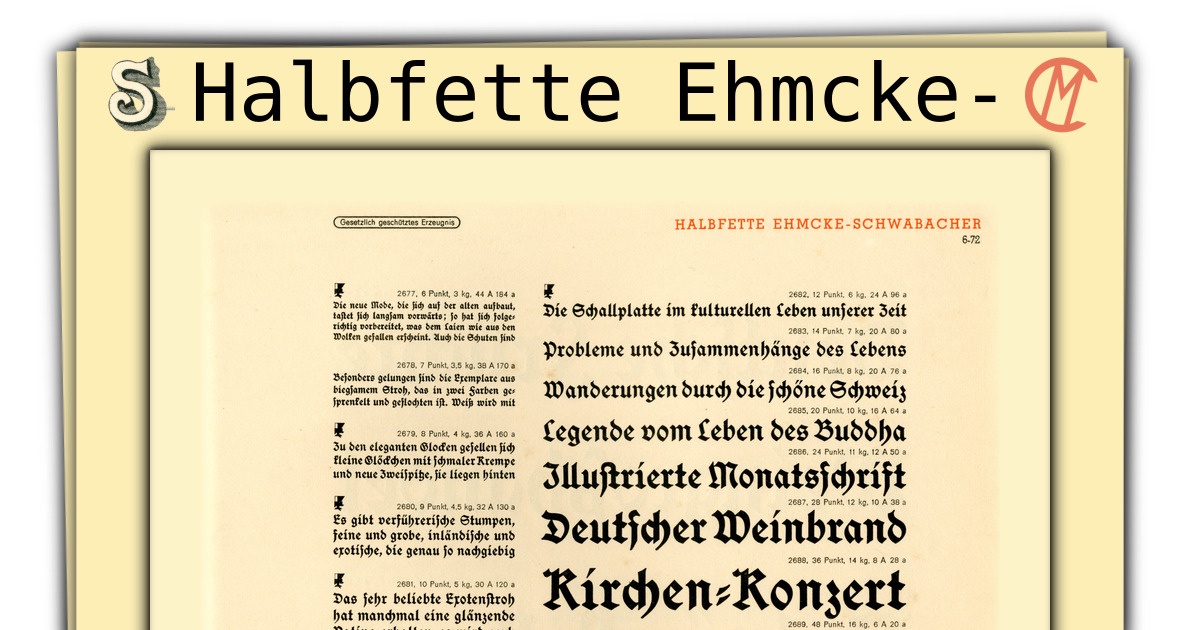 S Halbfette Ehmcke- CM
Gesetzlich geschütztes Erzeugnis
HALBFETTE EHMCKE-SCHWABACHER
6-72
2677, 6 Punkt, 3 kg, 44 A 184 a
Die neue Mode, die sich auf der alten aufbaut,
tastet sich langsam vorwärts; so hat sich folge-
richtig vorbereitet, was dem Laien wie aus den
Wolken gefallen erscheint. Auch die Schuten sind
2678, 7 Punkt, 3,5 kg, 38 A 170 a
Besonders gelungen sind die Exemplare aus
biegsamem Stroh, das in zwei Farben ge-
sprenkelt und geflochten ist. Weiß wird mit
2679, 8 Punkt, 4 kg, 36 A 160 a
Zu den eleganten Glocken gesellen sich
kleine Glöckchen mit schmaler Krempe
und neue Zweispitze, sie liegen hinten
2680, 9 Punkt, 4,5 kg, 32 A 130 a
Es gibt verführerische Stumpen,
feine und grobe, inländische und
exotische, die genau so nachgiebig
2681, 10 Punkt, 5 kg, 30 A 120 a
Das sehr beliebte Exotenstroh
hat manchmal eine glänzende
2682, 12 Punkt, 6 kg, 24 A 96 a
Die Schallplatte im kulturellen Leben unserer Zeit
2683, 14 Punkt, 7 kg, 20 A 80 a
Probleme und Zusammenhänge des Lebens
2684, 16 Punkt, 8 kg, 20 A 76 a
Wanderungen durch die schöne Schweiz
2685, 20 Punkt, 10 kg, 16 A 64 a
Legende vom Leben des Buddha
2686, 24 Punkt, 11 kg, 12 A 50 a
Illustrierte Monatsschrift
2687, 28 Punkt, 12 kg, 10 A 38 a
Deutscher Weinbrand
2688, 36 Punkt, 14 kg, 8 A 28 a
Kirchen-Konzert
2689, 48 Punkt, 16 kg, 6 A 20 a